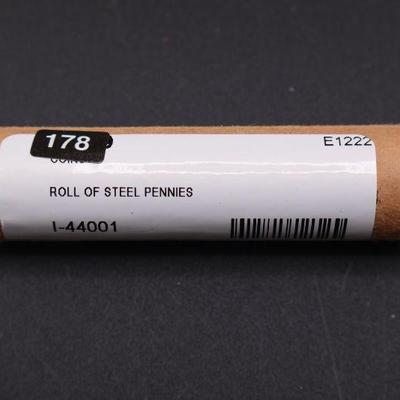 178
E1222
ROLL OF STEEL PENNIES
I-44001